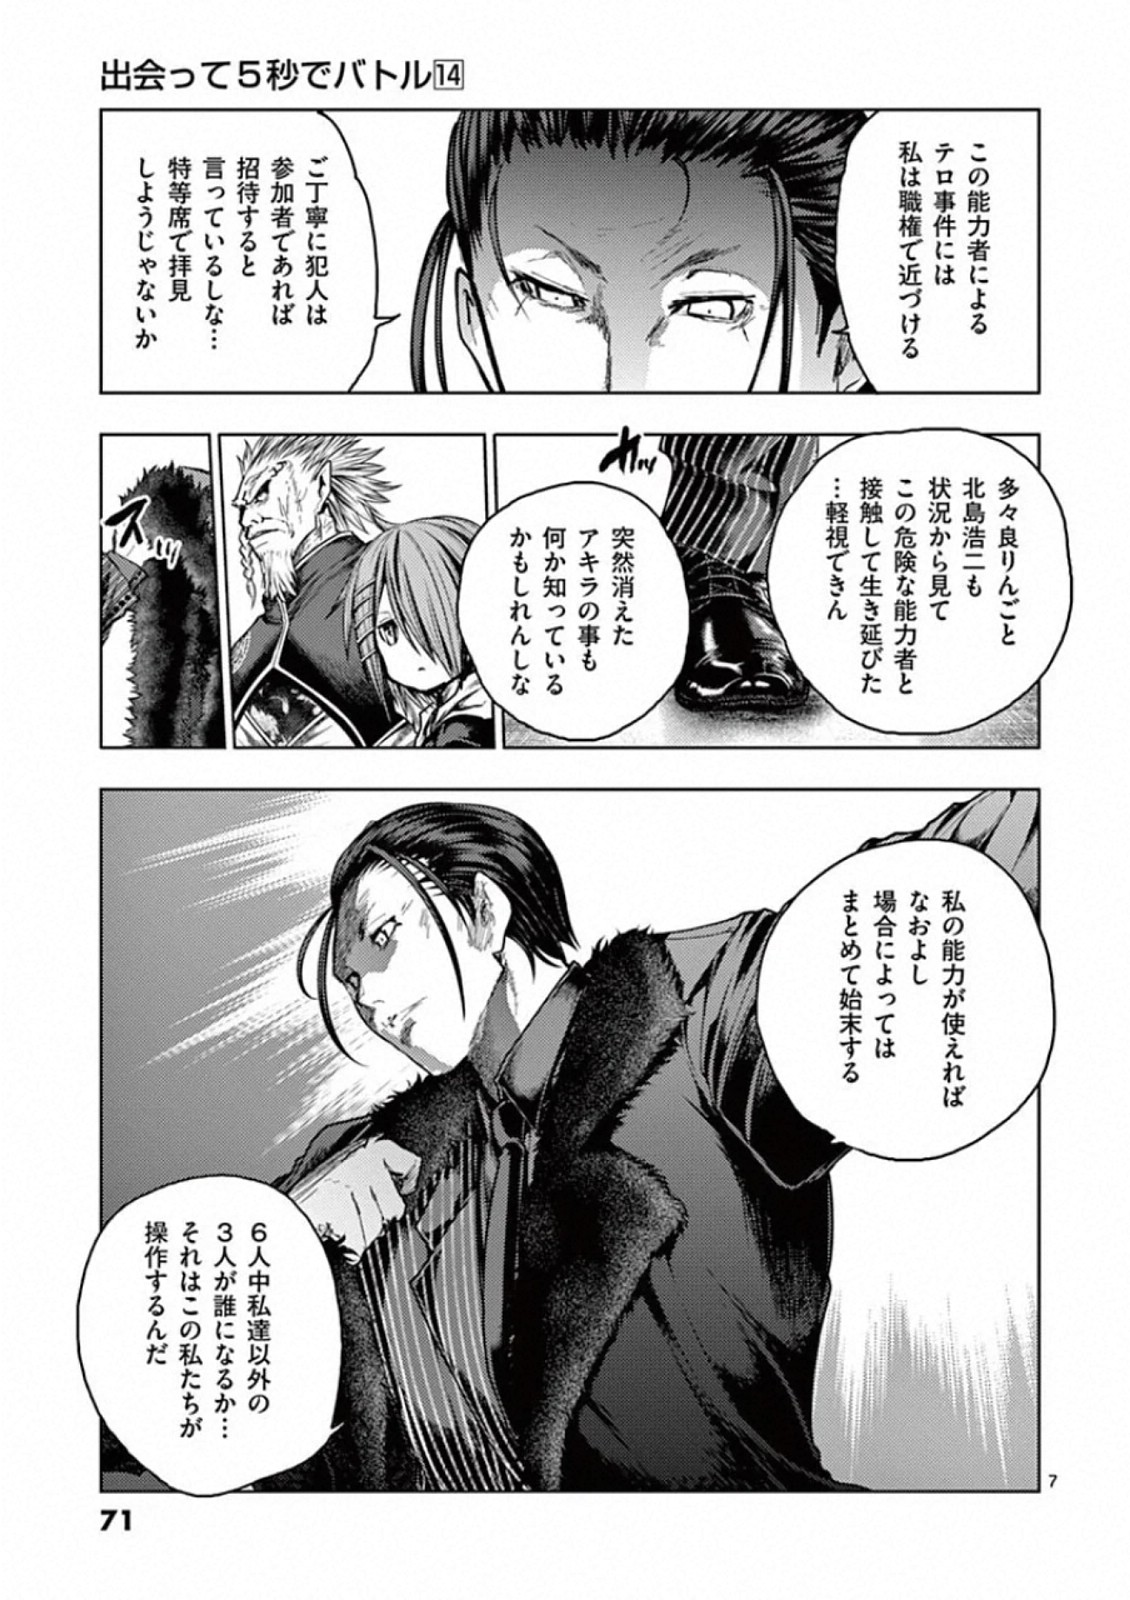 出会って5秒でバトル14
この能力者による
テロ事件には
私は職権で近づける
ご丁寧に犯人は
参加者であれば
招待すると
言っているしな…
特等席で拝見
しようじゃないか
多々良りんごと
北島浩二も
状況から見て
この危険な能力者と
接触して生き延びた
…軽視できん
カッ
突然消えた
アキラの事も
何か知っている
かもしれんしな
スッ
私の能力が使えれば
なおよし
場合によっては
まとめて始末する
6人中私達以外の
3人が誰になるか…
それはこの私たちが
操作するんだ
7
71